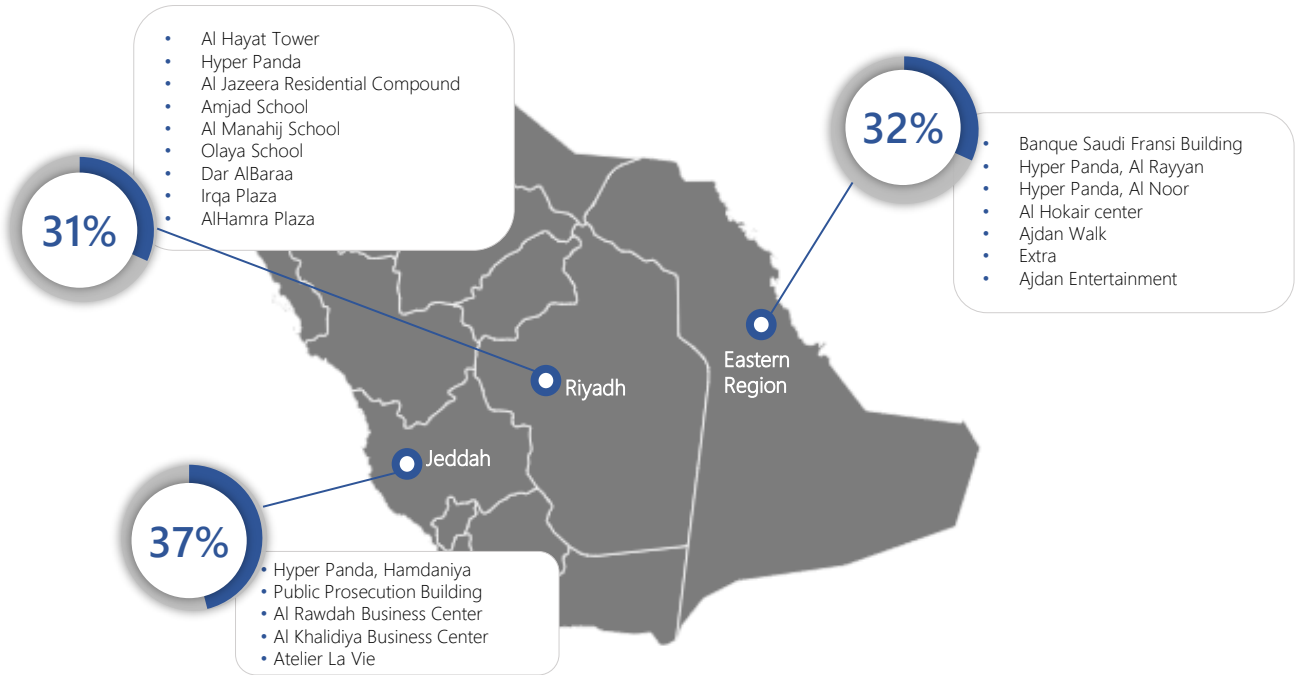 • Al Hayat Tower
• Hyper Panda
• Al Jazeera Residential Compound
• Amjad School
• Al Manahij School
• Olaya School
• Dar AlBaraa
• Irqa Plaza
• AlHamra Plaza
31%
32%
• Banque Saudi Fransi Building
• Hyper Panda, Al Rayyan
• Hyper Panda, Al Noor
• Al Hokair center
• Ajdan Walk
• Extra
• Ajdan Entertainment
Eastern
Region
Riyadh
Jeddah
37%
• Hyper Panda, Hamdaniya
• Public Prosecution Building
• Al Rawdah Business Center
• Al Khalidiya Business Center
• Atelier La Vie